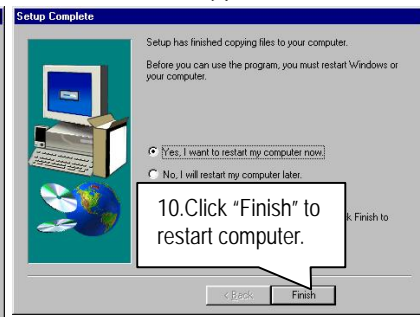 Setup Complete
Setup has finished copying files to your computer.
Before you can use the program, you must restart Windows or
your computer.
Yes, I want to restart my computer now.
No, I will restart my computer later.
10.Click “Finish” to
restart computer.
Finish to
< Back
Finish